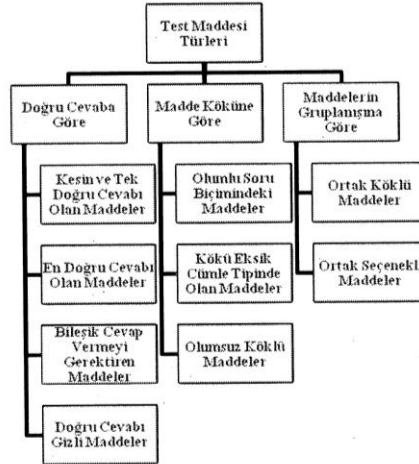 Test Maddesi
Türleri
Doğru Cevaba
Göre
Madde Köküne
Göre
Maddelerin
Gruplanışına
Göre
Kesin ve Tek
Doğru Cevabı
Olan Maddeler
En Doğru Cevabı
Olan Maddeler
Bileşik Cevap
Vermeyi
Gerektiren
Maddeler
Doğru Cevabı
Gizli Maddeler
Olumlu Soru
Biçimindeki
Maddeler
Kökü Eksik
Cümle Tipinde
Olan Maddeler
Olumsuz Köklü
Maddeler
Ortak Köklü
Maddeler
Ortak Seçenekl
Maddeler